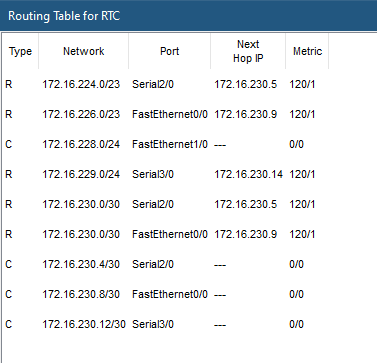 Routing Table for RTC
Type Network Port Next Hop IP Metric
R 172.16.224.0/23 Serial2/0 172.16.230.5 120/1
R 172.16.226.0/23 FastEthernet0/0 172.16.230.9 120/1
C 172.16.228.0/24 FastEthernet1/0 --- 0/0
R 172.16.229.0/24 Serial3/0 172.16.230.14 120/1
R 172.16.230.0/30 Serial2/0 172.16.230.5 120/1
R 172.16.230.0/30 FastEthernet0/0 172.16.230.9 120/1
C 172.16.230.4/30 Serial2/0 --- 0/0
C 172.16.230.8/30 FastEthernet0/0 --- 0/0
C 172.16.230.12/30 Serial3/0 --- 0/0